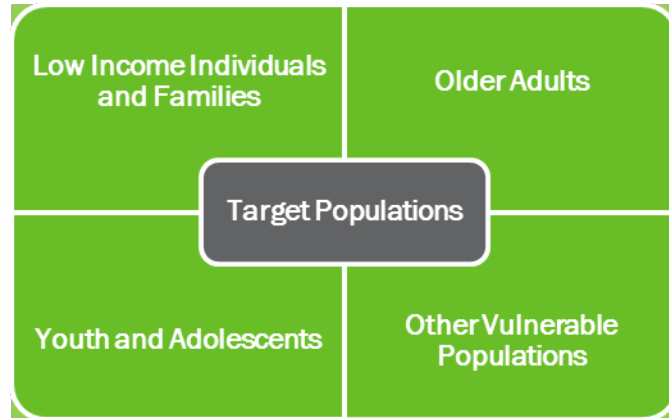 Low Income Individuals
and Families
Older Adults
Target Populations
Youth and Adolescents
Other Vulnerable
Populations